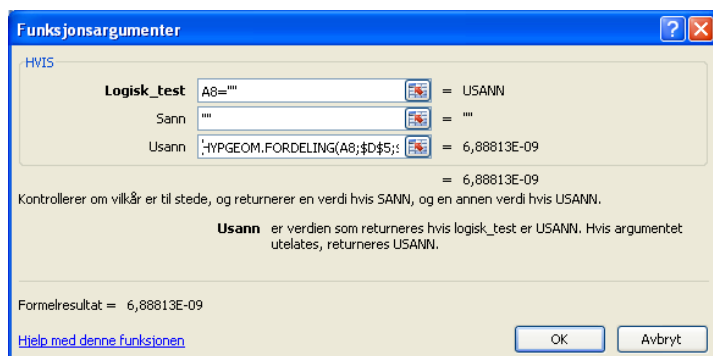 Funksjonsargumenter
HVIS
Logisk_test A8="" = USANN
Sann "" = ""
Usann HYPGEOM.FORDELING(A8;$D$5; = 6,88813E-09
= 6,88813E-09
Kontrollerer om vilkår er til stede, og returnerer en verdi hvis SANN, og en annen verdi hvis USANN.
Usann er verdien som returneres hvis logisk_test er USANN. Hvis argumentet
utelates, returneres USANN.
Formelresultat = 6,88813E-09
Hjelp med denne funksjonen OK Avbryt